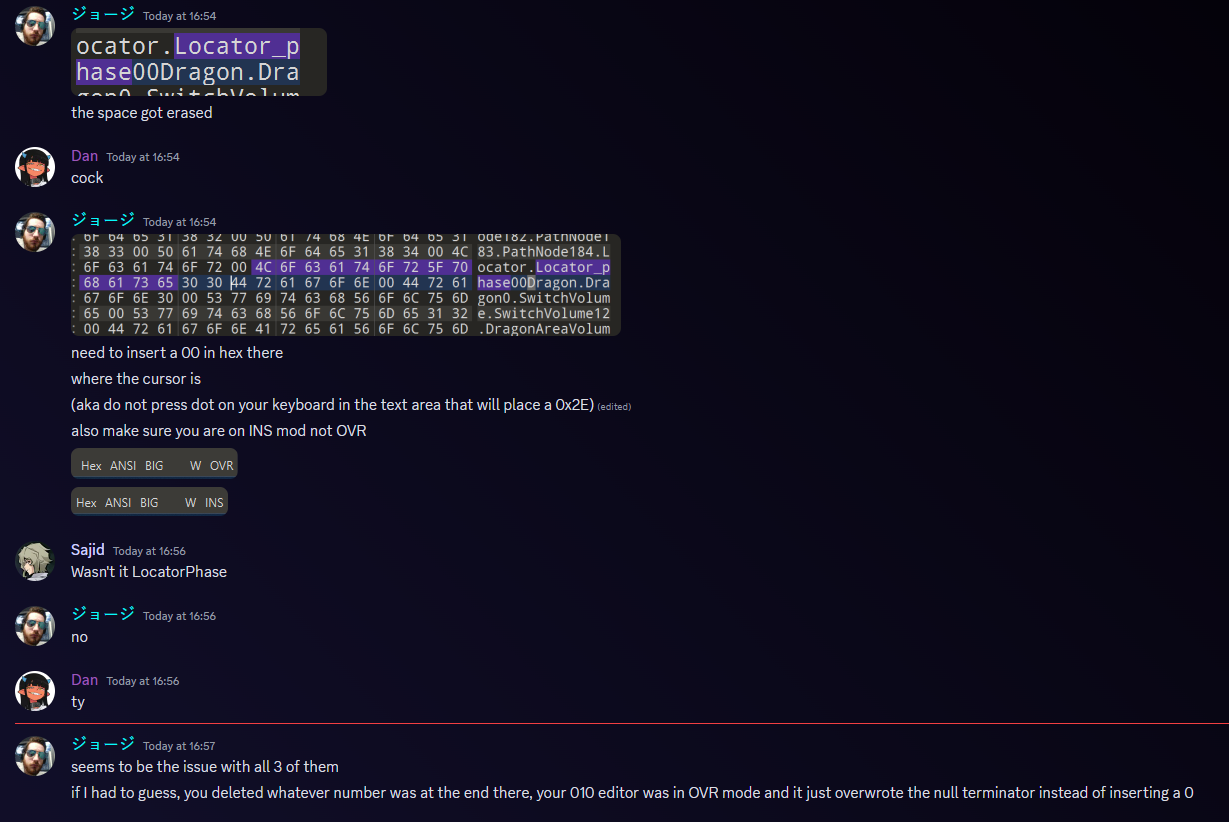 ジョージ Today at 16:54
ocator.Locator_p
hase00Dragon.Dra
gon0.SwitchVolum
the space got erased
Dan Today at 16:54
cock
ジョージ Today at 16:54
: 6F 64 65 31 38 32 00 50 61 74 68 4E 6F 64 65 31 ode182.PathNode1
: 38 33 00 50 61 74 68 4E 6F 64 65 31 38 34 00 4C 83.PathNode184.L
: 6F 63 61 74 6F 72 00 4C 6F 63 61 74 6F 72 5F 70 ocator.Locator_p
: 68 61 73 65 30 30 44 72 61 67 6F 6E 00 44 72 61 hase00Dragon.Dra
: 67 6F 6E 30 00 53 77 69 74 63 68 56 6F 6C 75 6D gon0.SwitchVolum
: 65 00 53 77 69 74 63 68 56 6F 6C 75 6D 65 31 32 e.SwitchVolume12
: 00 44 72 61 67 6F 6E 41 72 65 61 56 6F 6C 75 6D .DragonAreaVolum
need to insert a 00 in hex there
where the cursor is
(aka do not press dot on your keyboard in the text area that will place a 0x2E) (edited)
also make sure you are on INS mod not OVR
Hex ANSI BIG W OVR
Hex ANSI BIG W INS
Sajid Today at 16:56
Wasn't it LocatorPhase
ジョージ Today at 16:56
no
Dan Today at 16:56
ty
ジョージ Today at 16:57
seems to be the issue with all 3 of them
if I had to guess, you deleted whatever number was at the end there, your 010 editor was in OVR mode and it just overwrote the null terminator instead of inserting a 0